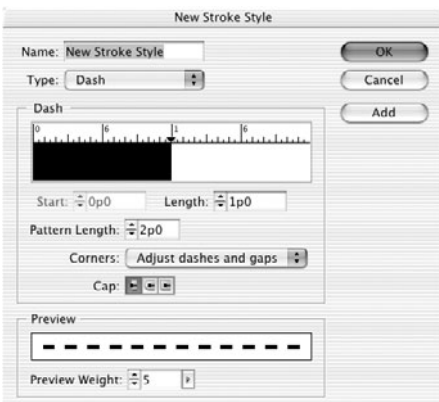 New Stroke Style
Name: New Stroke Style
OK
Type: Dash
Cancel
Add
Dash
0 6 1 6
Start: 0p0 Length: 1p0
Pattern Length: 2p0
Corners: Adjust dashes and gaps
Cap:
Preview
Preview Weight: 5